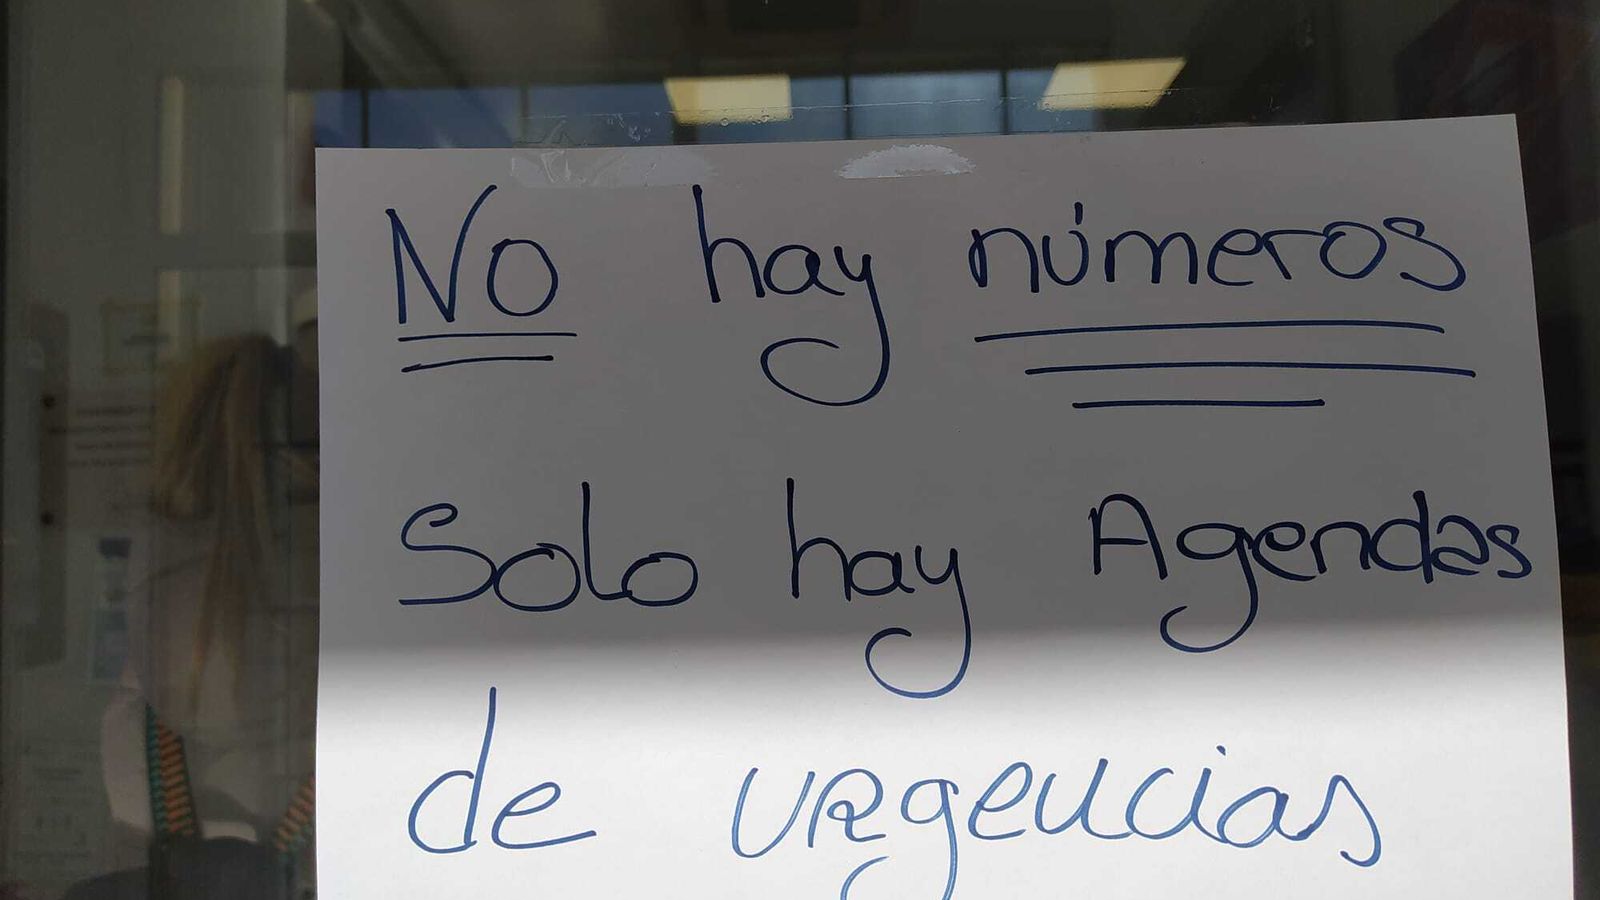 No hay números
Solo hay Agendas
de urgencias